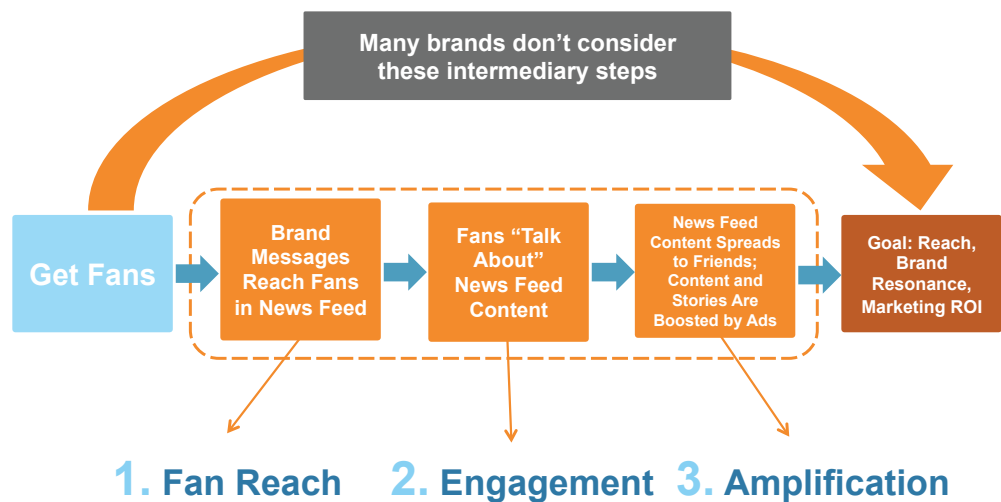 Many brands don’t consider
these intermediary steps
Get Fans
Brand
Messages
Reach Fans
in News Feed
Fans “Talk
About”
News Feed
Content
News Feed
Content Spreads
to Friends;
Content and
Stories Are
Boosted by Ads
Goal: Reach,
Brand
Resonance,
Marketing ROI
1. Fan Reach
2. Engagement
3. Amplification